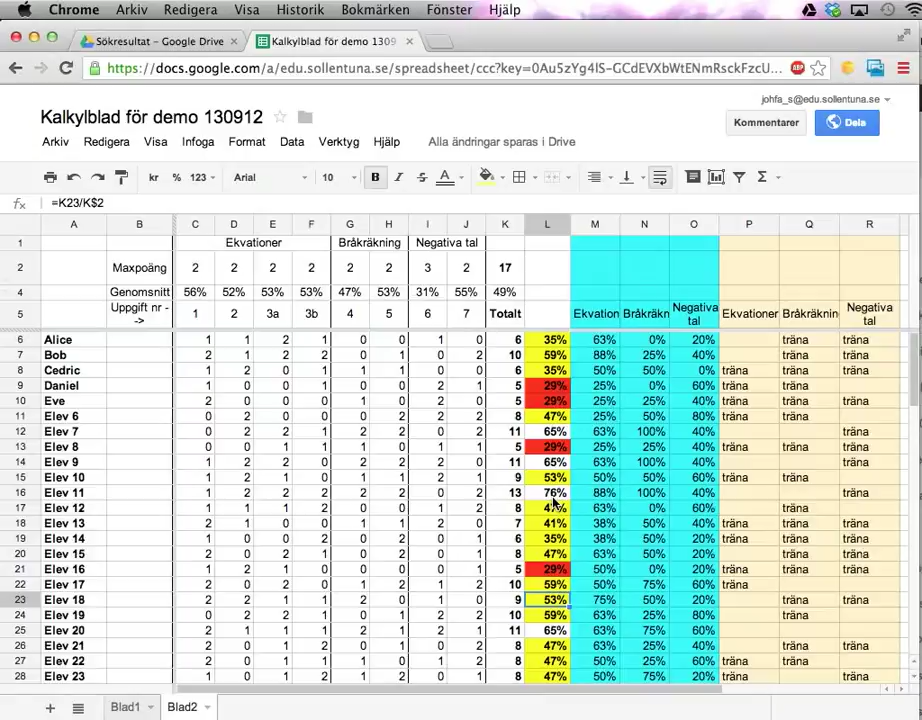 Chrome Arkiv Redigera Visa Historik Bokmärken Fönster Hjälp
Sökresultat – Google Drive Kalkylblad för demo 1309
https://docs.google.com/a/edu.sollentuna.se/spreadsheet/ccc?key=0Au5zYg4lS-GCdEVXbWtENmRsckFzcU... ABP
johfa_s@edu.sollentuna.se
Kalkylblad för demo 130912
Kommentarer Dela
Arkiv Redigera Visa Infoga Format Data Verktyg Hjälp Alla ändringar sparas i Drive
kr % 123 Arial 10 B I S A Σ
fx =K23/K$2
A B C D E F G H I J K L M N O P Q R
1 Ekvationer Bråkräkning Negativa tal
2 Maxpoäng 2 2 2 2 2 2 3 2 17
4 Genomsnitt 56% 52% 53% 53% 47% 53% 31% 55% 49%
5 Uppgift nr --> 1 2 3a 3b 4 5 6 7 Totalt Ekvation Bråkräkn Negativa tal Ekvationer Bråkräknin Negativa tal
6 Alice 1 1 2 1 0 0 1 0 6 35% 63% 0% 20% träna träna
7 Bob 2 1 2 2 0 1 0 2 10 59% 88% 25% 40% träna träna
8 Cedric 1 2 0 1 1 1 0 0 6 35% 50% 50% 0% träna träna träna
9 Daniel 1 0 0 1 0 0 2 1 5 29% 25% 0% 60% träna träna
10 Eve 2 0 0 0 1 0 2 0 5 29% 25% 25% 40% träna träna träna
11 Elev 6 0 2 0 0 0 2 2 2 8 47% 25% 50% 80% träna träna
12 Elev 7 0 2 2 1 2 2 0 2 11 65% 63% 100% 40% träna
13 Elev 8 0 0 1 1 1 0 1 1 5 29% 25% 25% 40% träna träna träna
14 Elev 9 1 2 2 0 2 2 2 0 11 65% 63% 100% 40% träna
15 Elev 10 1 2 1 0 1 1 2 1 9 53% 50% 50% 60% träna träna
16 Elev 11 1 2 2 2 2 2 0 2 13 76% 88% 100% 40% träna
17 Elev 12 1 1 1 2 0 0 1 2 8 63% 0% 60% träna
18 Elev 13 2 1 0 0 1 1 2 0 7 41% 38% 50% 40% träna träna träna
19 Elev 14 1 0 0 2 0 2 0 1 6 35% 38% 50% 20% träna träna träna
20 Elev 15 2 0 2 1 0 2 0 1 8 47% 63% 50% 20% träna träna
21 Elev 16 1 1 1 1 0 0 0 1 5 29% 50% 0% 20% träna träna träna
22 Elev 17 2 0 2 0 1 2 1 2 10 59% 50% 75% 60% träna
23 Elev 18 2 2 1 1 2 0 1 0 9 53% 75% 50% 20% träna träna
24 Elev 19 0 2 2 1 0 1 2 2 10 59% 63% 25% 80% träna
25 Elev 20 2 1 1 1 2 1 2 1 11 65% 63% 75% 60%
26 Elev 21 2 0 1 2 0 1 0 2 8 47% 63% 25% 40% träna träna
27 Elev 22 2 0 1 1 1 0 1 2 8 47% 50% 25% 60% träna träna
28 Elev 23 1 0 1 2 1 2 0 1 8 47% 50% 75% 20% träna träna
Blad1 Blad2